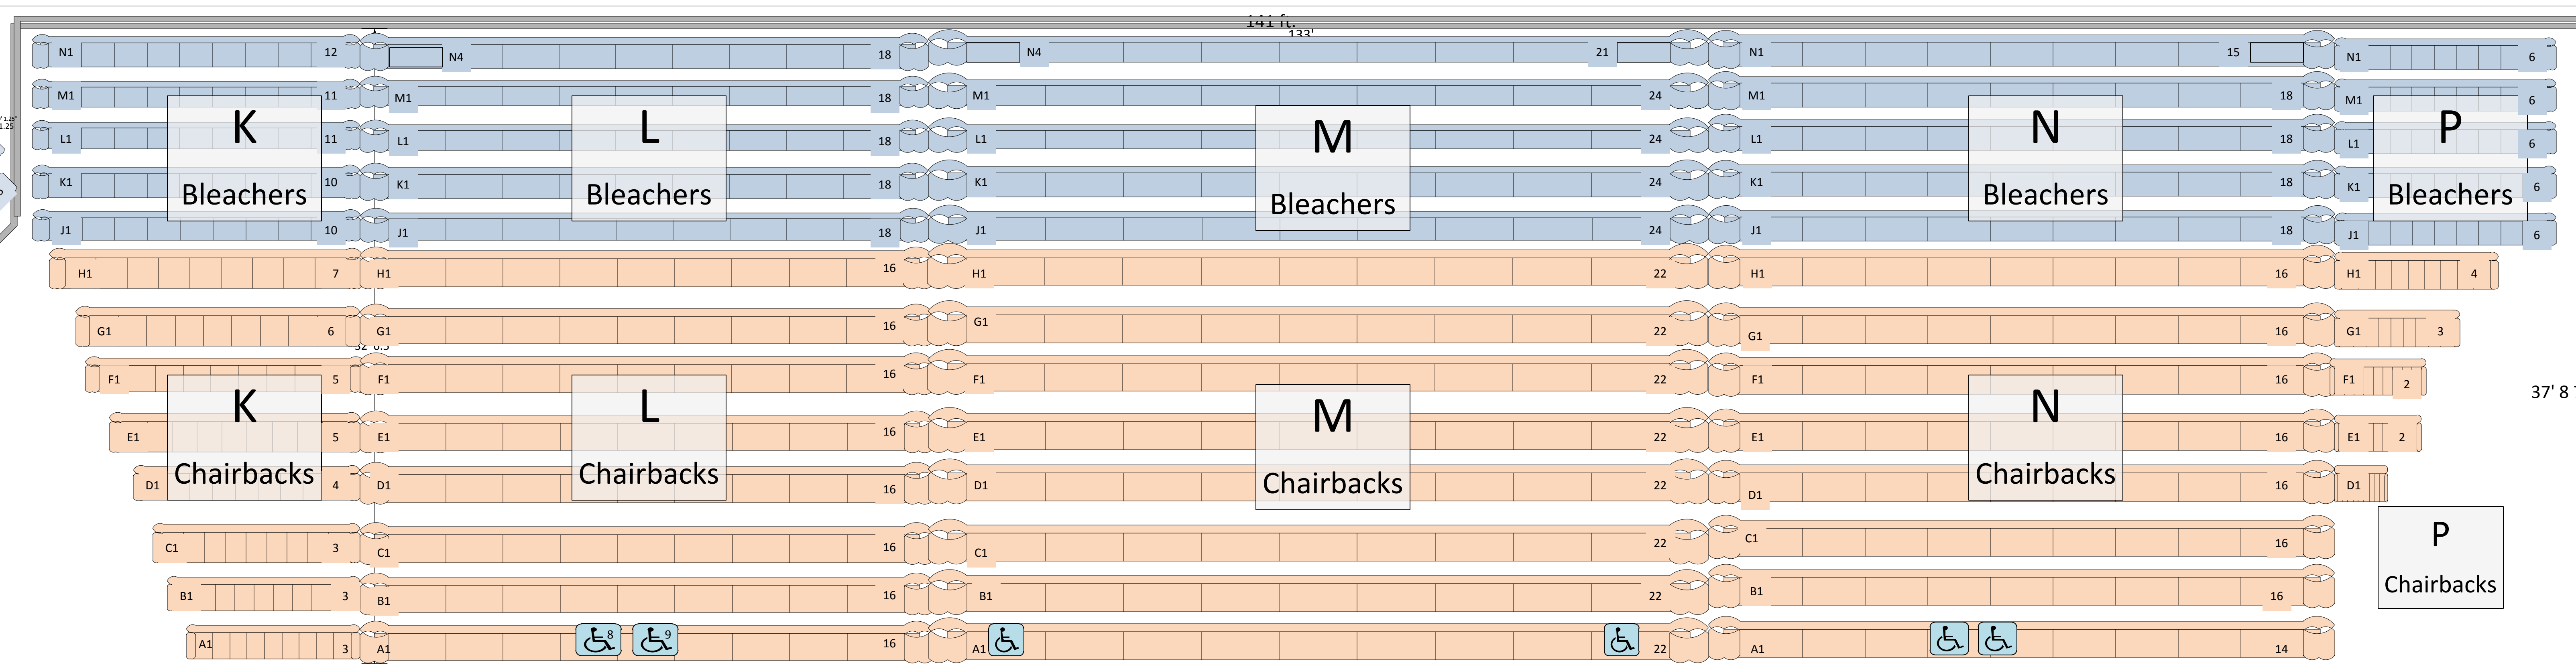 141 ft.
133'
N1 12 N4 18 N4 21 N1 15 N1 6
M1 11 M1 18 M1 24 M1 18 M1 6
L1 11 L1 18 L1 24 L1 18 L1 6
K1 10 K1 18 K1 24 K1 18 K1 6
J1 10 J1 18 J1 24 J1 18 J1 6
K
Bleachers
L
Bleachers
M
Bleachers
N
Bleachers
P
Bleachers
H1 7 H1 16 H1 22 H1 16 H1 4
G1 6 G1 16 G1 22 G1 16 G1 3
F1 5 F1 16 F1 22 F1 16 F1 2
E1 5 E1 16 E1 22 E1 16 E1 2
D1 4 D1 16 D1 22 D1 16 D1
C1 3 C1 16 C1 22 C1 16
B1 3 B1 16 B1 22 B1 16
A1 3 A1 8 9 16 A1 22 A1 14
K
Chairbacks
L
Chairbacks
M
Chairbacks
N
Chairbacks
P
Chairbacks
37' 8